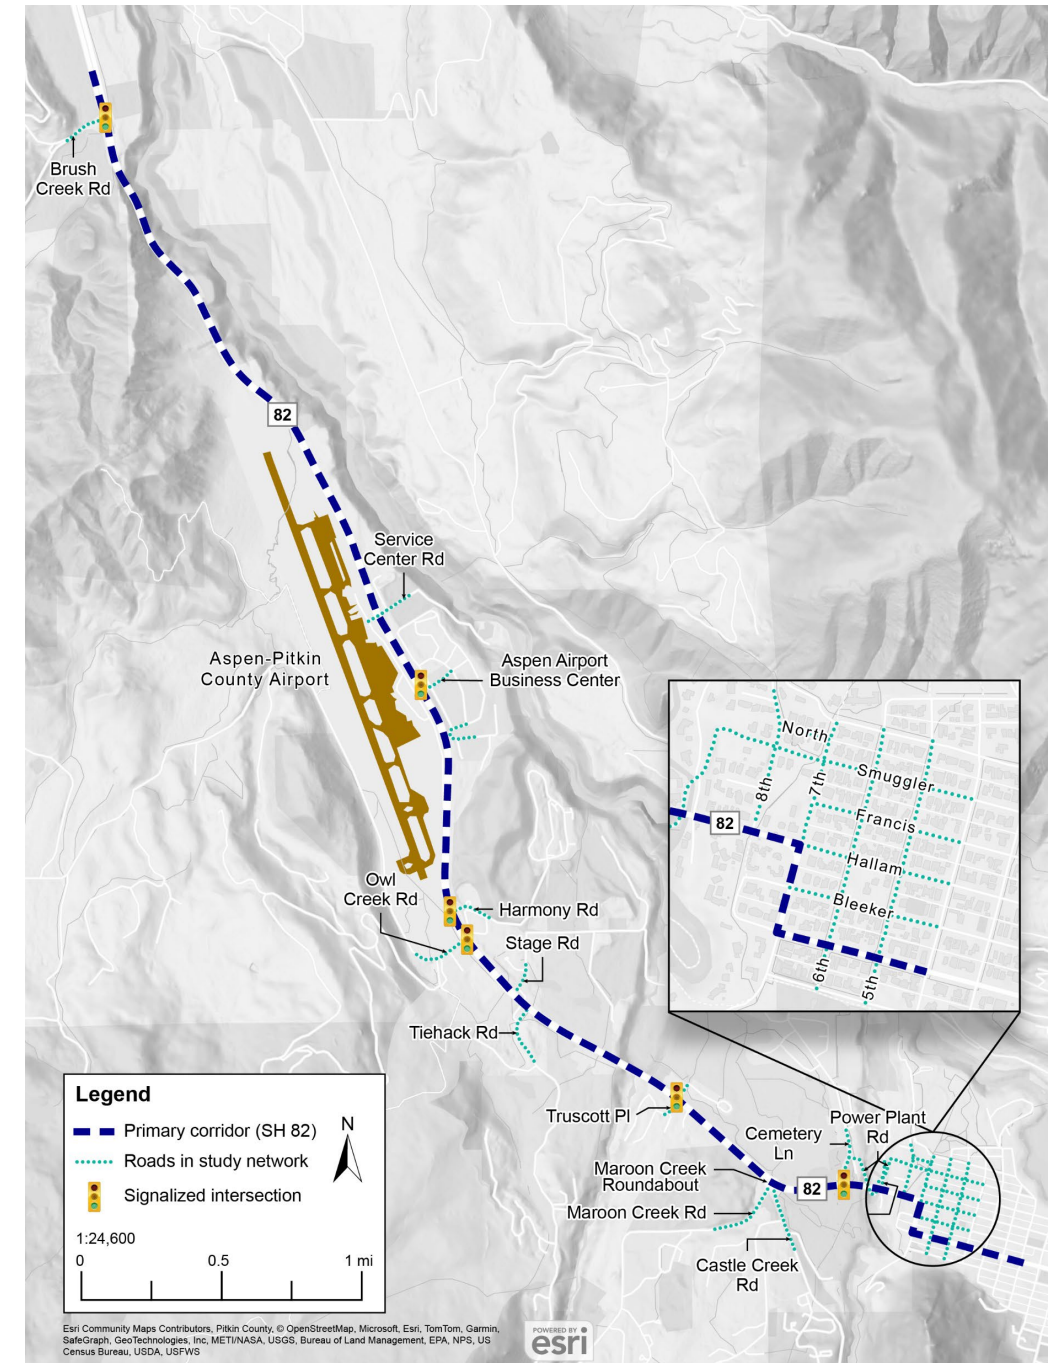 Brush
Creek Rd
82
Service
Center Rd
Aspen-Pitkin
County Airport
Aspen Airport
Business Center
North
8th
7th
Smuggler
82
Francis
Hallam
Bleeker
6th
5th
Owl
Creek Rd
Harmony Rd
Stage Rd
Tiehack Rd
Truscott Pl
Power Plant
Rd
Cemetery
Ln
Maroon Creek
Roundabout
82
Maroon Creek Rd
Castle Creek
Rd
Legend
Primary corridor (SH 82)
N
Roads in study network
Signalized intersection
1:24,600
0 0.5 1 mi
Esri Community Maps Contributors, Pitkin County, © OpenStreetMap, Microsoft, Esri, TomTom, Garmin,
SafeGraph, GeoTechnologies, Inc, METI/NASA, USGS, Bureau of Land Management, EPA, NPS, US
Census Bureau, USDA, USFWS
POWERED BY
esri